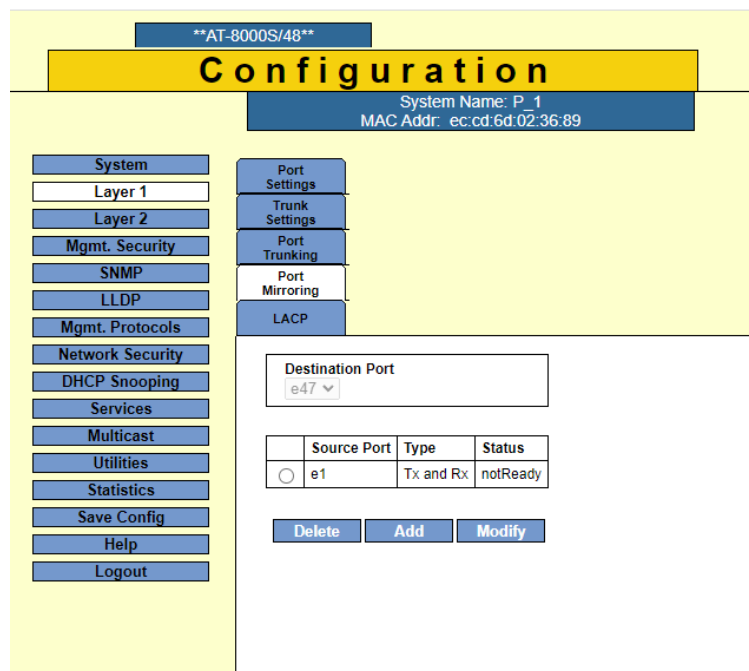 **AT-8000S/48**
Configuration
System Name: P_1
MAC Addr: ec:cd:6d:02:36:89
System
Layer 1
Layer 2
Mgmt. Security
SNMP
LLDP
Mgmt. Protocols
Network Security
DHCP Snooping
Services
Multicast
Utilities
Statistics
Save Config
Help
Logout
Port
Settings
Trunk
Settings
Port
Trunking
Port
Mirroring
LACP
Destination Port
e47
Source Port Type Status
e1 Tx and Rx notReady
Delete Add Modify